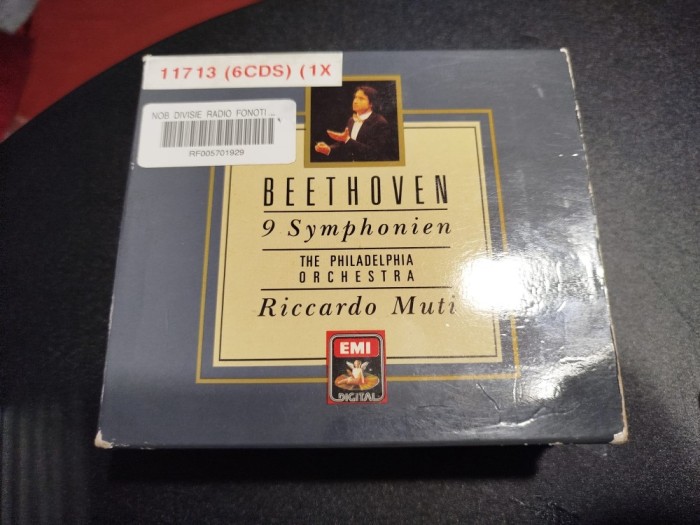 11713 (6CDS) (1X
NOB DIVISIE RADIO FONOTI ...
RF005701929
BEETHOVEN
9 Symphonien
THE PHILADELPHIA
ORCHESTRA
Riccardo Muti
EMI
DIGITAL